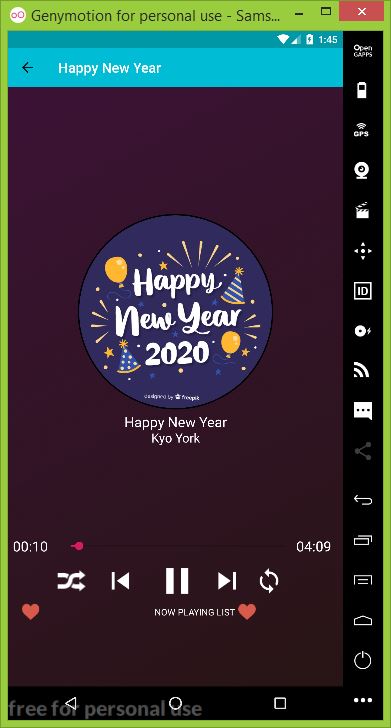 Genymotion for personal use - Sams...
Open
GAPPS
1:45
Happy New Year
GPS
ID
Happy
New Year
2020
designed by freepik
Happy New Year
Kyo York
00:10
04:09
NOW PLAYING LIST
free for personal use